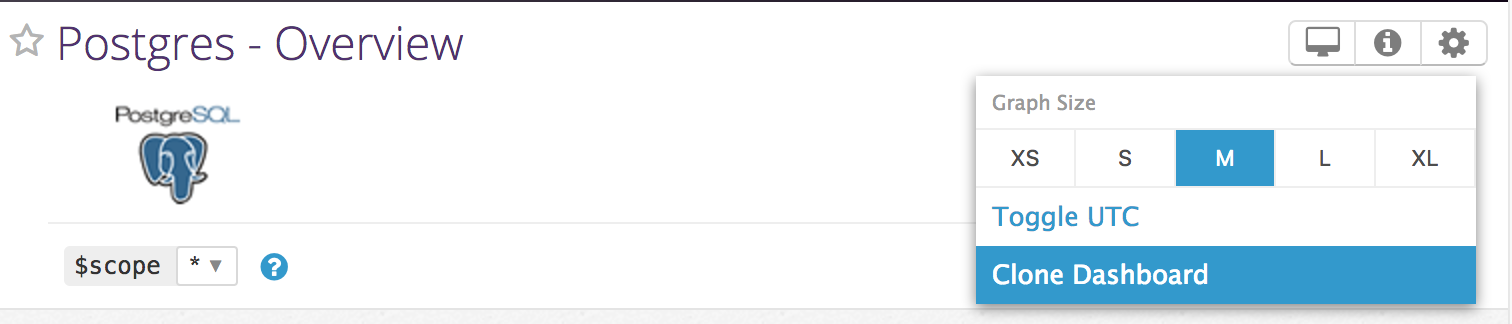 Postgres - Overview
PostgreSQL
Graph Size
XS S M L XL
Toggle UTC
$scope * ▼ ?
Clone Dashboard